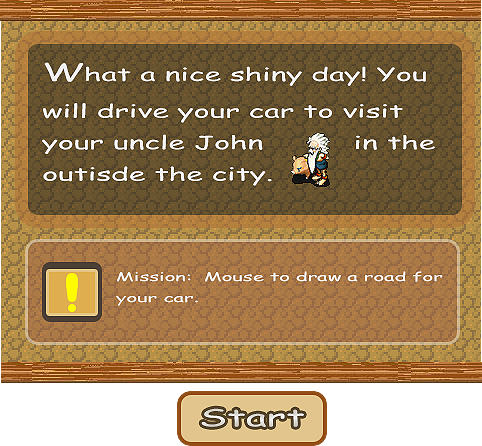 What a nice shiny day! You
will drive your car to visit
your uncle John in the
outisde the city.
!
Mission: Mouse to draw a road for
your car.
Start